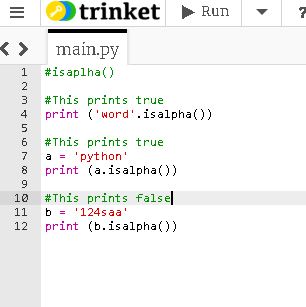 trinket Run ?
main.py
1 #isaplha()
2
3 #This prints true
4 print ('word'.isalpha())
5
6 #This prints true
7 a = 'python'
8 print (a.isalpha())
9
10 #This prints false
11 b = '124saa'
12 print (b.isalpha())